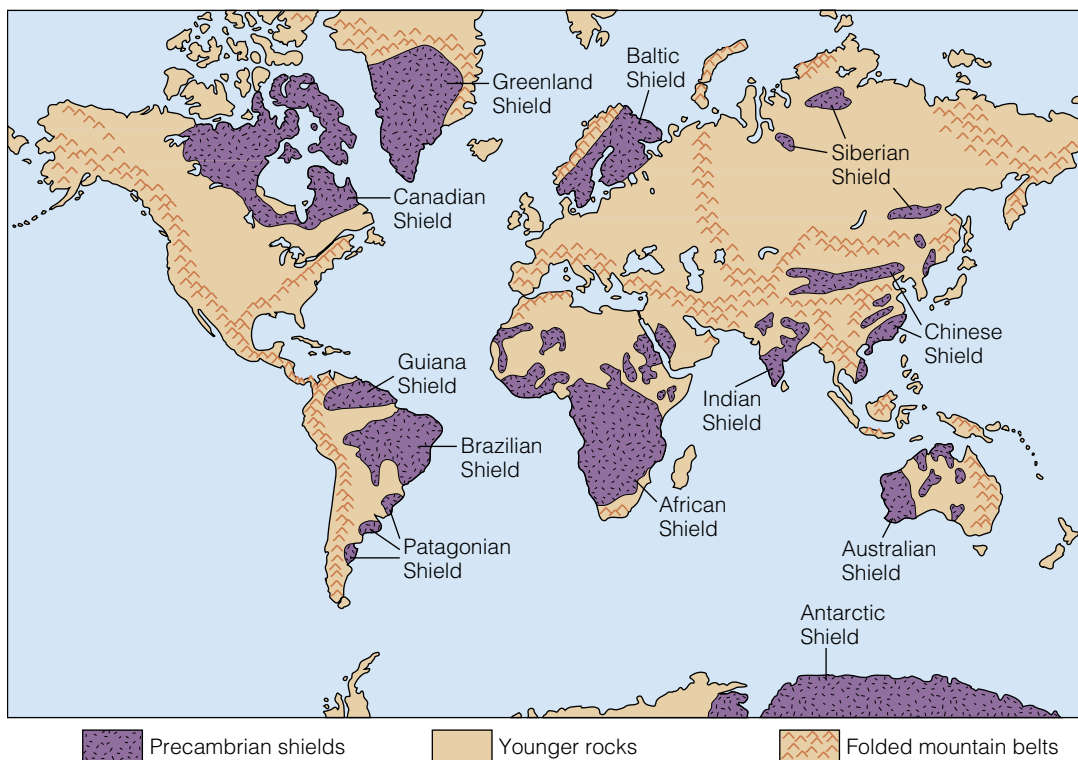 Greenland
Shield
Baltic
Shield
Siberian
Shield
Canadian
Shield
Chinese
Shield
Guiana
Shield
Indian
Shield
Brazilian
Shield
African
Shield
Patagonian
Shield
Australian
Shield
Antarctic
Shield
Precambrian shields
Younger rocks
Folded mountain belts